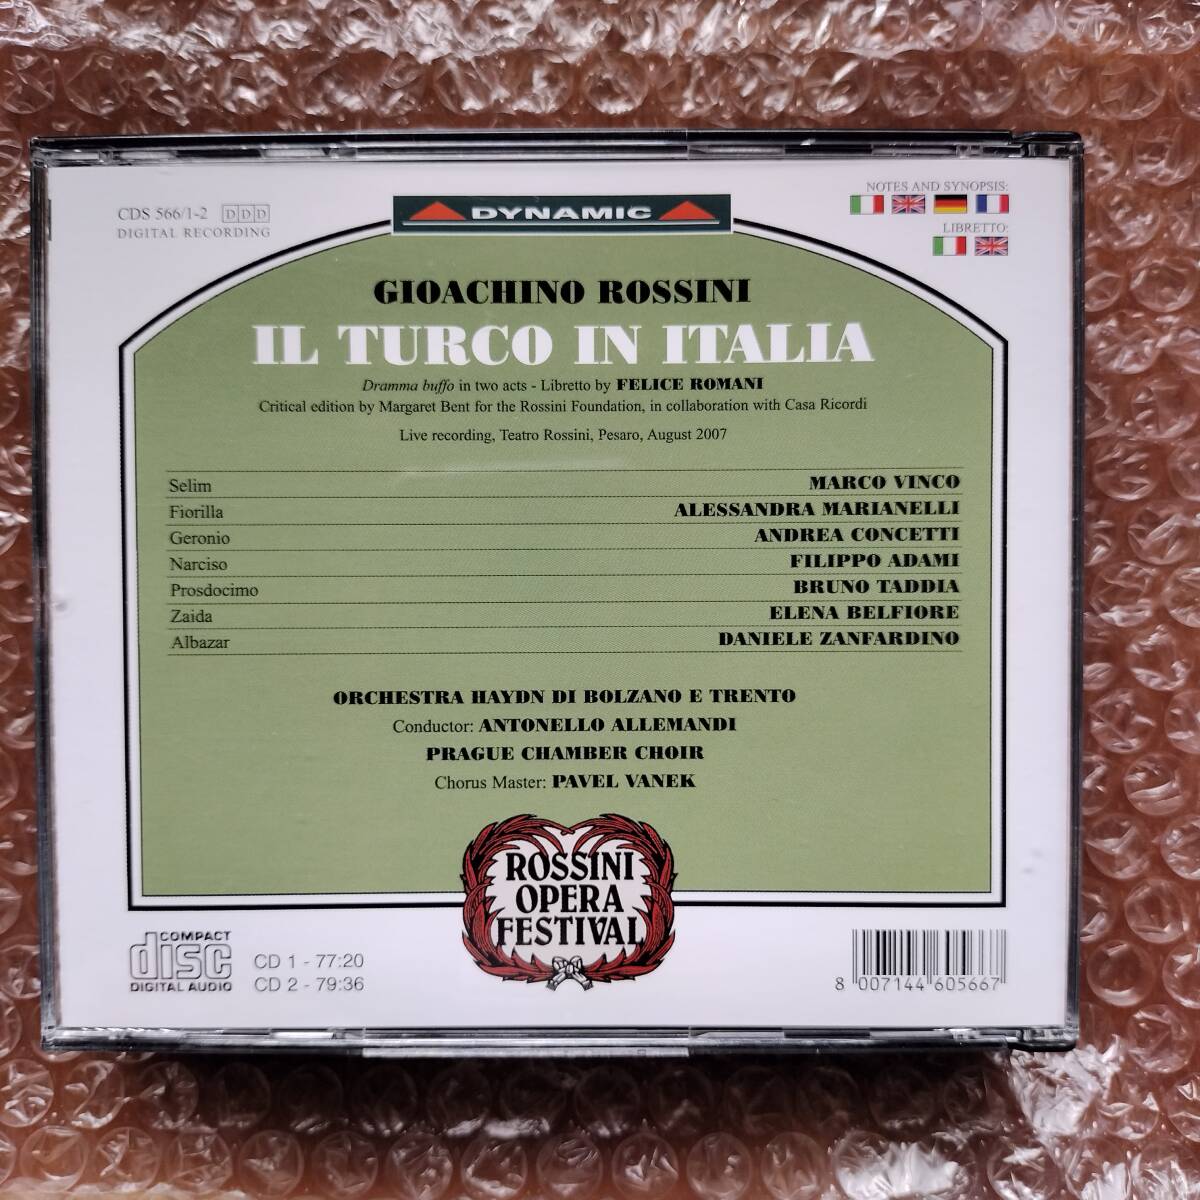 CDS 566/1-2 DDD
DIGITAL RECORDING
DYNAMIC
NOTES AND SYNOPSIS:
LIBRETTO:
GIOACHINO ROSSINI
IL TURCO IN ITALIA
Dramma buffo in two acts - Libretto by FELICE ROMANI
Critical edition by Margaret Bent for the Rossini Foundation, in collaboration with Casa Ricordi
Live recording, Teatro Rossini, Pesaro, August 2007
Selim MARCO VINCO
Fiorilla ALESSANDRA MARIANELLI
Geronio ANDREA CONCETTI
Narciso FILIPPO ADAMI
Prosdocimo BRUNO TADDIA
Zaida ELENA BELFIORE
Albazar DANIELE ZANFARDINO
ORCHESTRA HAYDN DI BOLZANO E TRENTO
Conductor: ANTONELLO ALLEMANDI
PRAGUE CHAMBER CHOIR
Chorus Master: PAVEL VANEK
ROSSINI
OPERA
FESTIVAL
COMPACT
disc
DIGITAL AUDIO
CD 1 - 77:20
CD 2 - 79:36
8 007144 605667